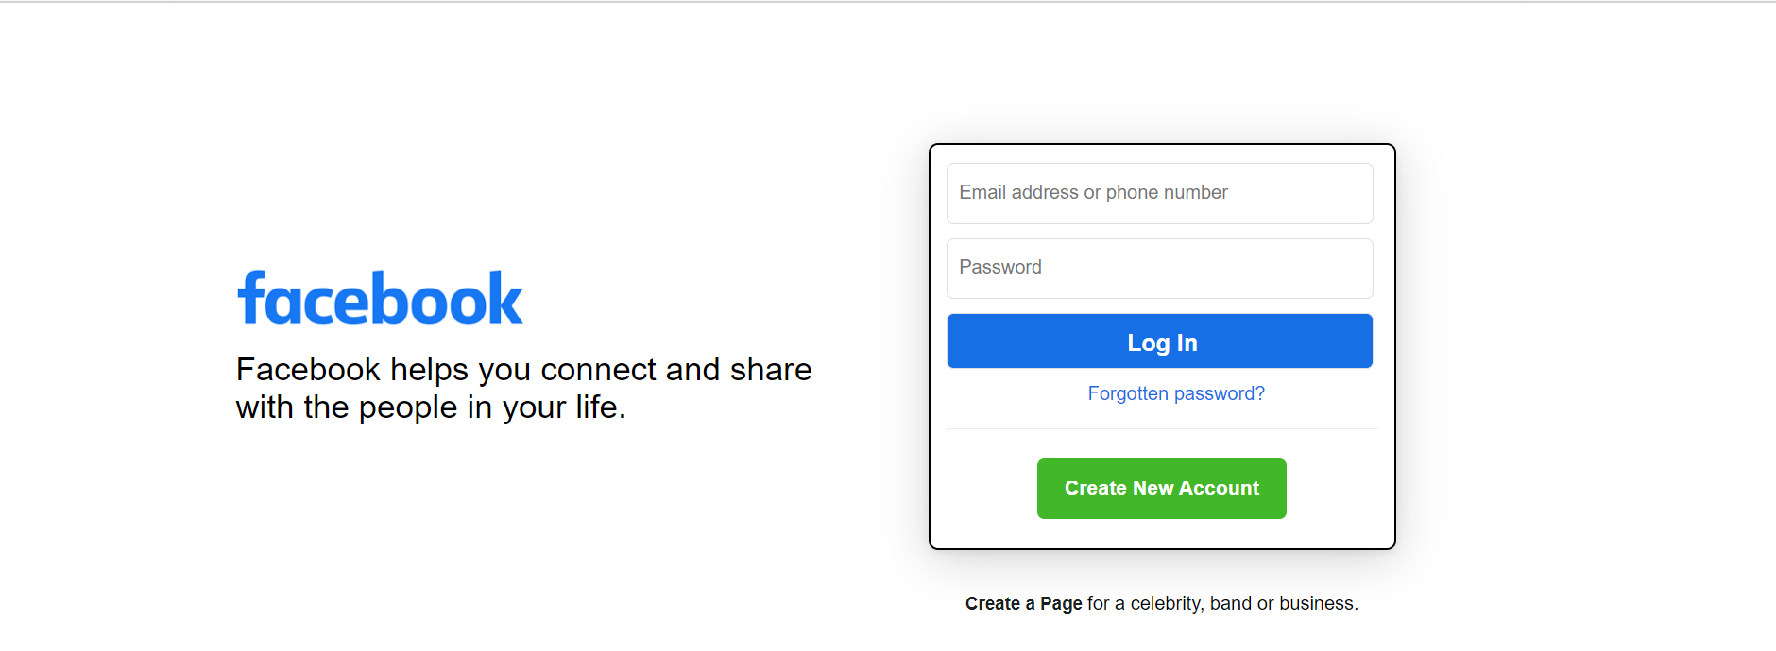 facebook
Facebook helps you connect and share
with the people in your life.
Email address or phone number
Password
Log In
Forgotten password?
Create New Account
Create a Page for a celebrity, band or business.